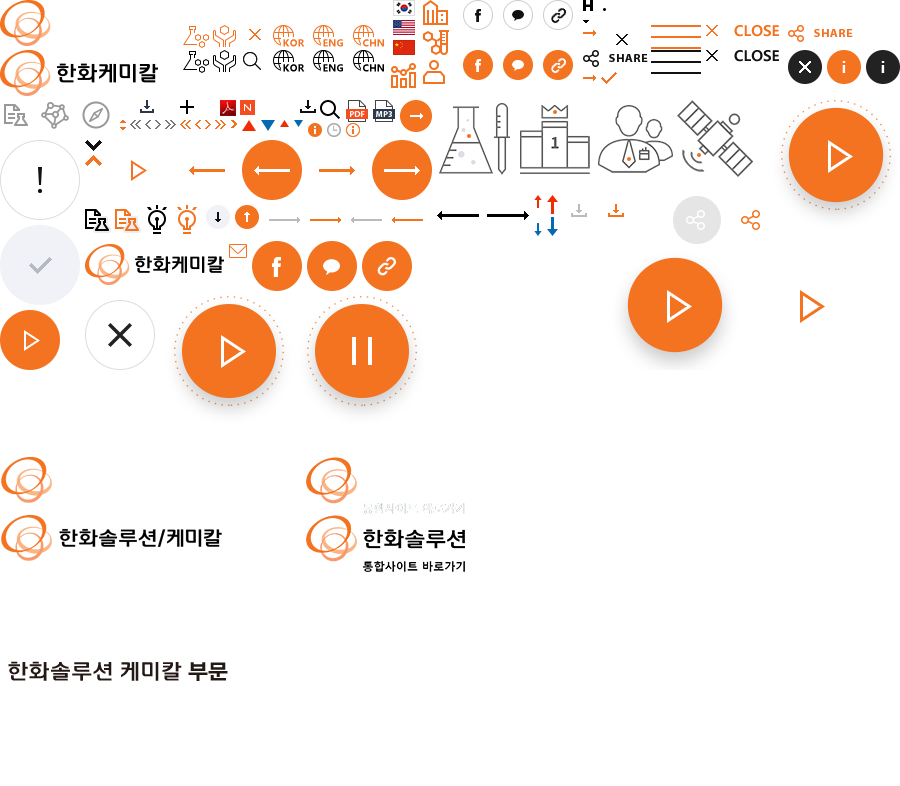 H .
CLOSE
SHARE
KOR ENG CHN
SHARE
CLOSE
한화케미칼
KOR ENG CHN
N
PDF MP3
1
!
한화케미칼
통합사이트 바로가기
한화솔루션/케미칼
한화솔루션
통합사이트 바로가기
한화솔루션 케미칼 부문